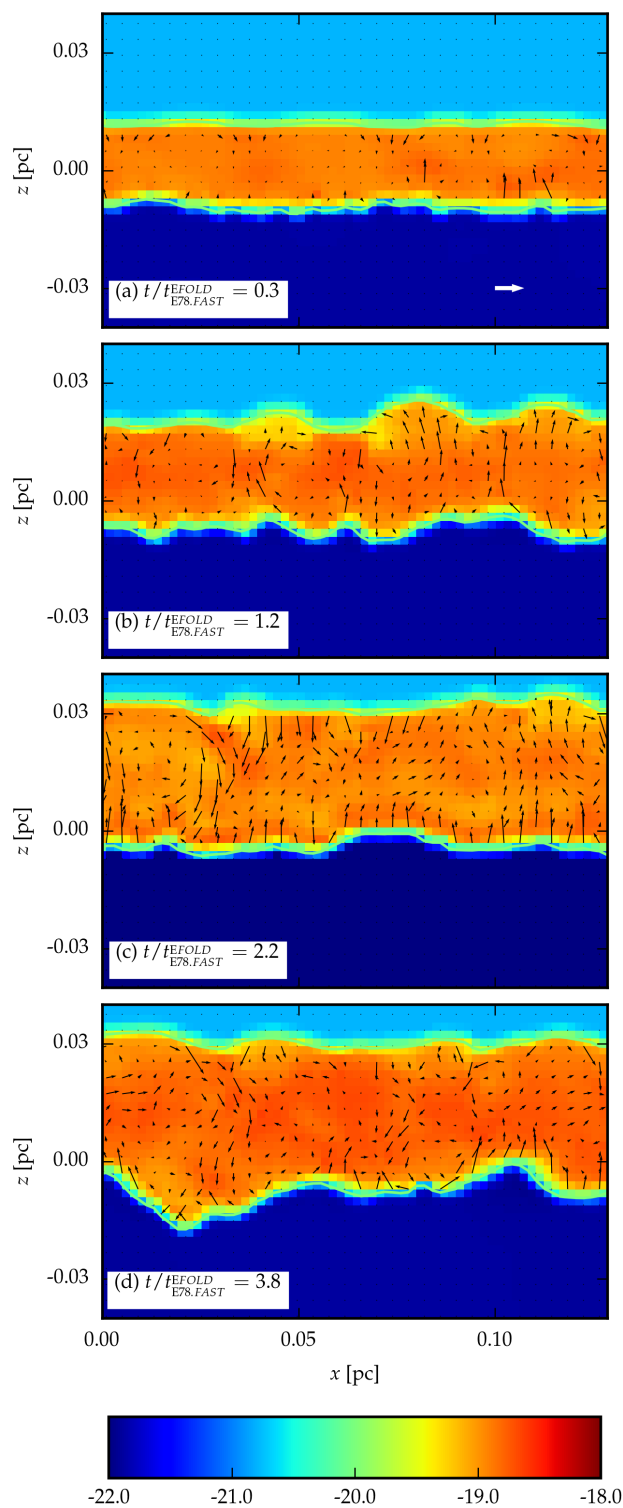 0.03
z [pc]
0.00
-0.03
(a) t/t^EFOLD_E78.FAST = 0.3
0.03
z [pc]
0.00
-0.03
(b) t/t^EFOLD_E78.FAST = 1.2
0.03
z [pc]
0.00
-0.03
(c) t/t^EFOLD_E78.FAST = 2.2
0.03
z [pc]
0.00
-0.03
(d) t/t^EFOLD_E78.FAST = 3.8
0.00 0.05 0.10
x [pc]
-22.0 -21.0 -20.0 -19.0 -18.0